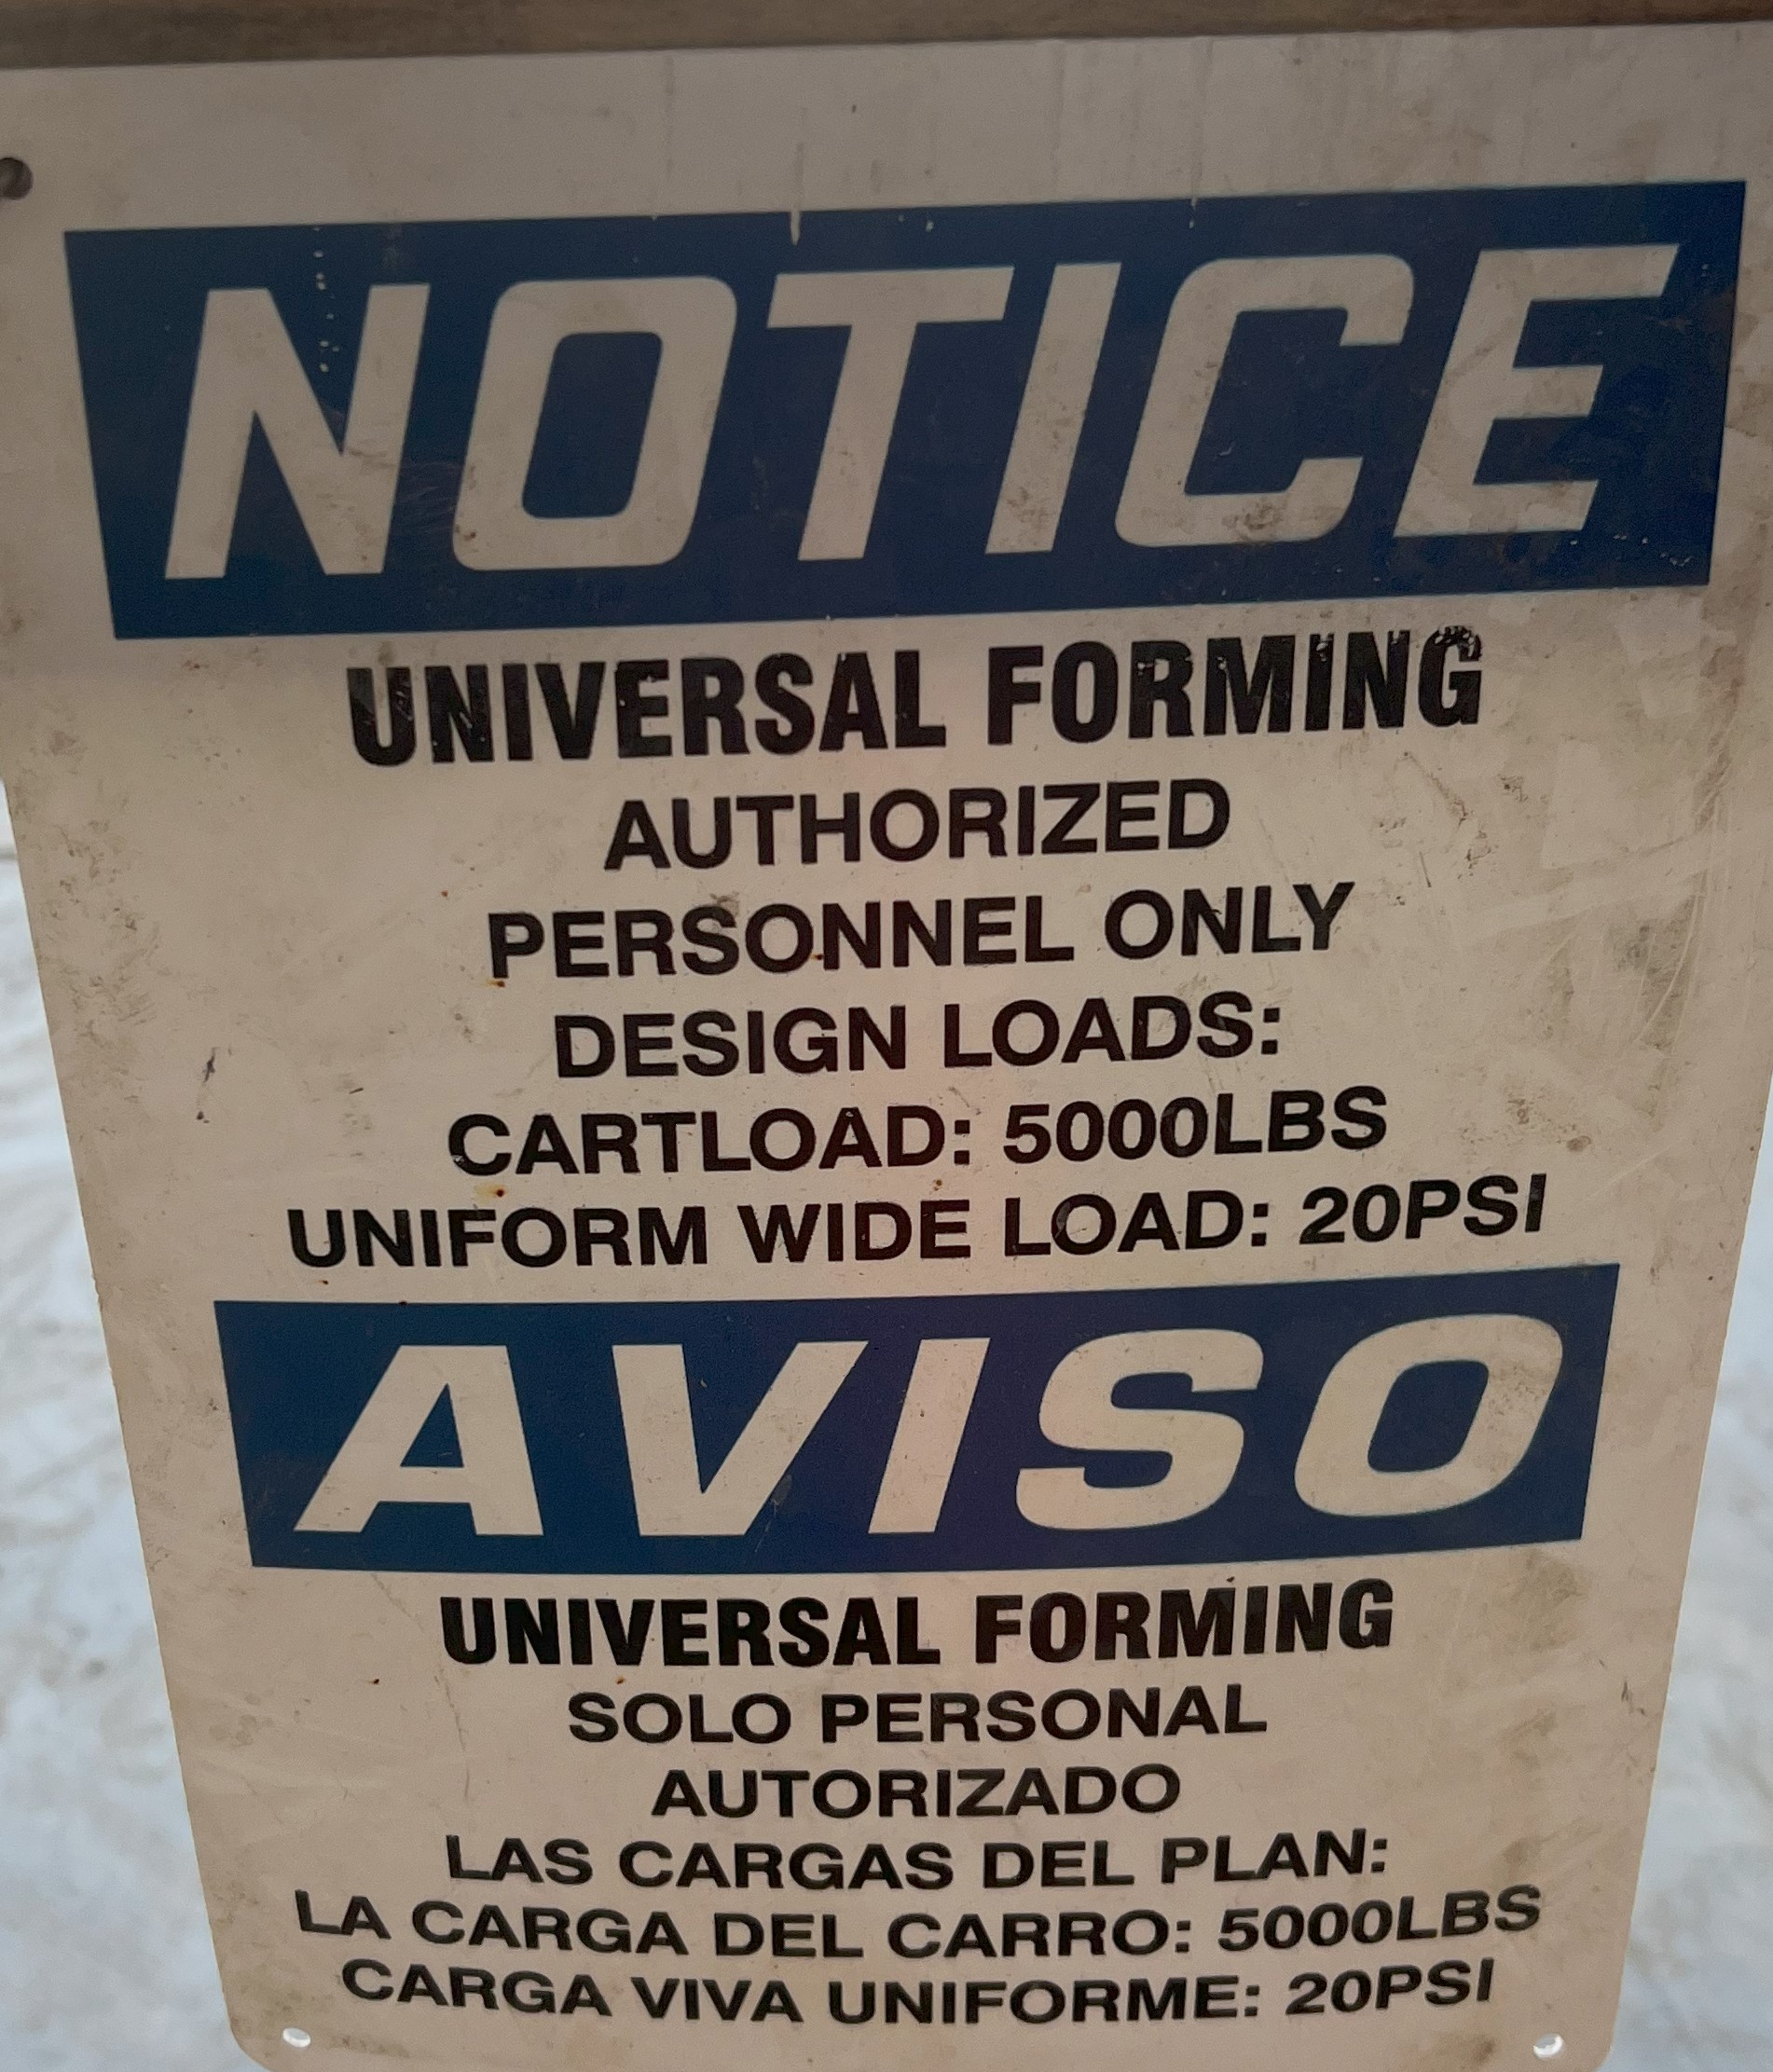 NOTICE
UNIVERSAL FORMING
AUTHORIZED
PERSONNEL ONLY
DESIGN LOADS:
CARTLOAD: 5000LBS
UNIFORM WIDE LOAD: 20PSI
AVISO
UNIVERSAL FORMING
SOLO PERSONAL
AUTORIZADO
LAS CARGAS DEL PLAN:
LA CARGA DEL CARRO: 5000LBS
CARGA VIVA UNIFORME: 20PSI